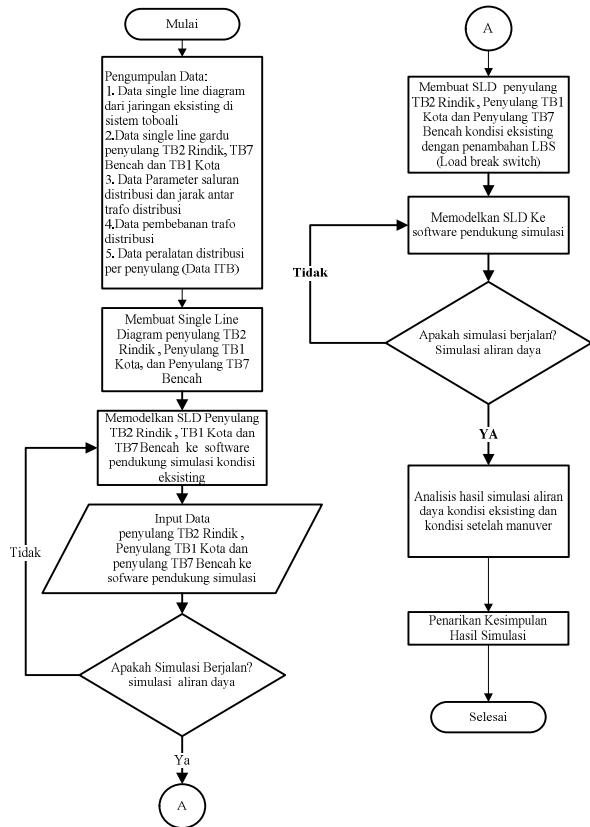 Mulai
Pengumpulan Data:
1. Data single line diagram
dari jaringan eksisting di
sistem toboali
2.Data single line gardu
penyulang TB2 Rindik, TB7
Bencah dan TB1 Kota
3. Data Parameter saluran
distribusi dan jarak antar
trafo distribusi
4.Data pembebanan trafo
distribusi
5. Data peralatan distribusi
per penyulang (Data ITB)
Membuat Single Line
Diagram penyulang TB2
Rindik , Penyulang TB1
Kota, dan Penyulang TB7
Bencah
Memodelkan SLD Penyulang
TB2 Rindik , TB1 Kota dan
TB7 Bencah ke software
pendukung simulasi kondisi
eksisting
Input Data
penyulang TB2 Rindik ,
Penyulang TB1 Kota dan
penyulang TB7 Bencah ke
sofware pendukung simulasi
Tidak
Apakah Simulasi Berjalan?
simulasi aliran daya
Ya
A
A
Membuat SLD penyulang
TB2 Rindik , Penyulang TB1
Kota dan Penyulang TB7
Bencah kondisi eksisting
dengan penambahan LBS
(Load break switch)
Memodelkan SLD Ke
software pendukung simulasi
Tidak
Apakah simulasi berjalan?
Simulasi aliran daya
YA
Analisis hasil simulasi aliran
daya kondisi eksisting dan
kondisi setelah manuver
Penarikan Kesimpulan
Hasil Simulasi
Selesai